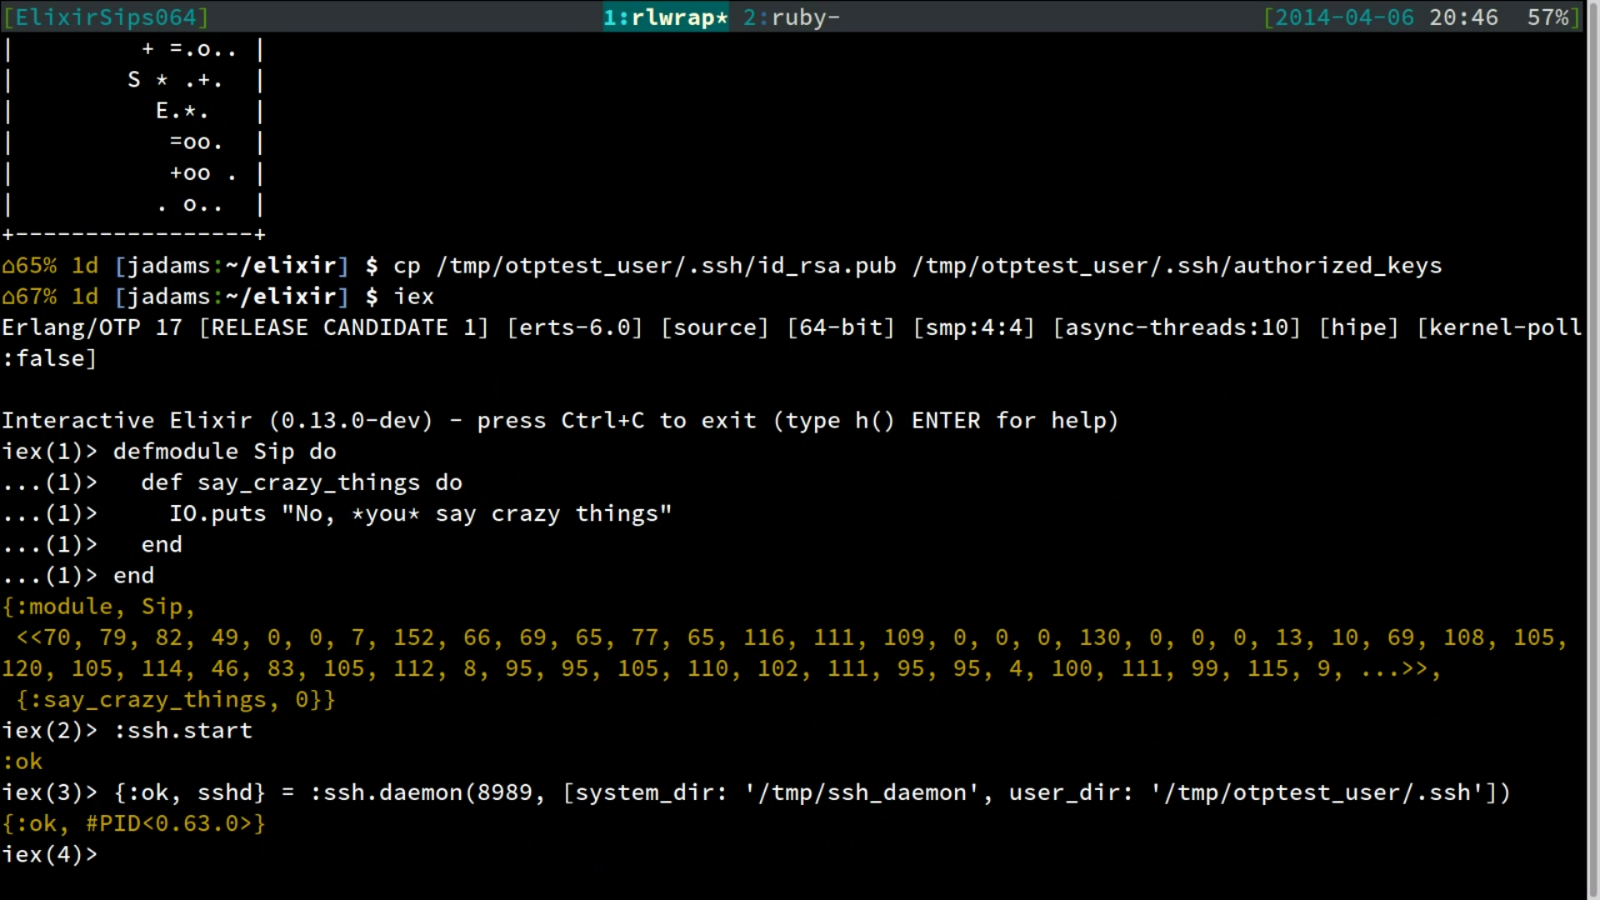 [ElixirSips064] 1:rlwrap* 2:ruby- [2014-04-06 20:46 57%]
|         + =.o.. |
|        S * .+.  |
|          E.*.   |
|           =oo.  |
|           +oo . |
|          . o..  |
+-----------------+
⌂65% 1d [jadams:~/elixir] $ cp /tmp/otptest_user/.ssh/id_rsa.pub /tmp/otptest_user/.ssh/authorized_keys
⌂67% 1d [jadams:~/elixir] $ iex
Erlang/OTP 17 [RELEASE CANDIDATE 1] [erts-6.0] [source] [64-bit] [smp:4:4] [async-threads:10] [hipe] [kernel-poll
:false]
Interactive Elixir (0.13.0-dev) - press Ctrl+C to exit (type h() ENTER for help)
iex(1)> defmodule Sip do
...(1)>   def say_crazy_things do
...(1)>     IO.puts "No, *you* say crazy things"
...(1)>   end
...(1)> end
{:module, Sip,
 <<70, 79, 82, 49, 0, 0, 7, 152, 66, 69, 65, 77, 65, 116, 111, 109, 0, 0, 0, 130, 0, 0, 0, 13, 10, 69, 108, 105,
120, 105, 114, 46, 83, 105, 112, 8, 95, 95, 105, 110, 102, 111, 95, 95, 4, 100, 111, 99, 115, 9, ...>>,
 {:say_crazy_things, 0}}
iex(2)> :ssh.start
:ok
iex(3)> {:ok, sshd} = :ssh.daemon(8989, [system_dir: '/tmp/ssh_daemon', user_dir: '/tmp/otptest_user/.ssh'])
{:ok, #PID<0.63.0>}
iex(4)>